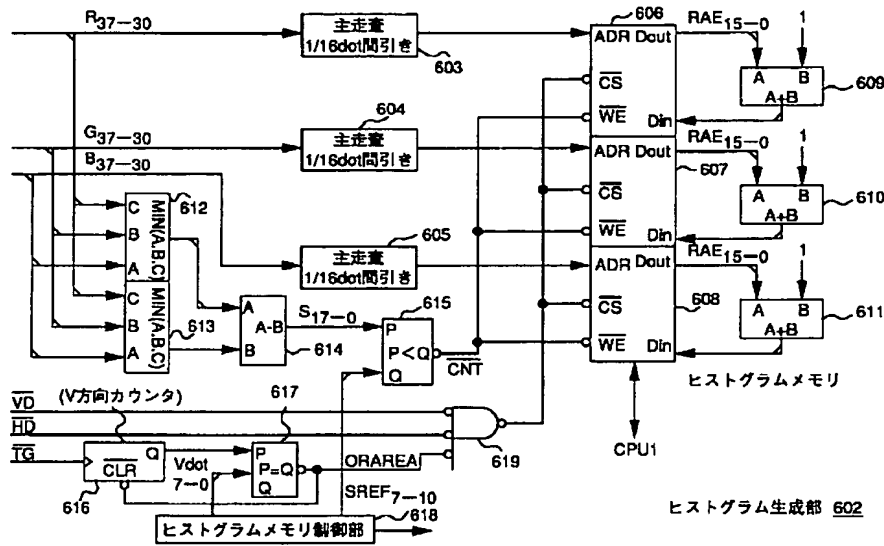 R37-30
主走査
1/16dot間引き
603
606
ADR Dout
RAE15-0
1
A B
A+B
609
CS
WE
Din
604
G37-30
主走査
1/16dot間引き
B37-30
ADR Dout
RAE15-0
1
607
A B
A+B
610
CS
WE
Din
612
C
B
A
MIN(A,B,C)
605
主走査
1/16dot間引き
ADR Dout
RAE15-0
1
608
A B
A+B
611
CS
WE
Din
C
B
A
MIN(A,B,C)
613
A
A-B
B
614
S17-0
615
P
P<Q
Q
CNT
ヒストグラムメモリ
CPU1
VD
(V方向カウンタ)
617
HD
TG
Q
CLR
616
Vdot
7-0
P
P=Q
Q
ORAREA
619
SREF7-10
618
ヒストグラムメモリ制御部
ヒストグラム生成部 602